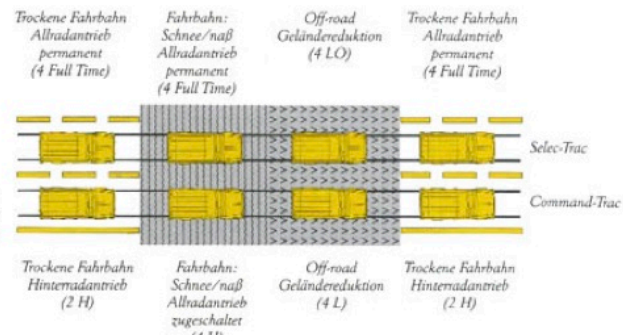 Trockene Fahrbahn
Allradantrieb
permanent
(4 Full Time)
Fahrbahn:
Schnee/naß
Allradantrieb
permanent
(4 Full Time)
Off-road
Geländereduktion
(4 LO)
Trockene Fahrbahn
Allradantrieb
permanent
(4 Full Time)
Selec-Trac
Command-Trac
Trockene Fahrbahn
Hinterradantrieb
(2 H)
Fahrbahn:
Schnee/naß
Allradantrieb
zugeschaltet
(4 H)
Off-road
Geländereduktion
(4 L)
Trockene Fahrbahn
Hinterradantrieb
(2 H)